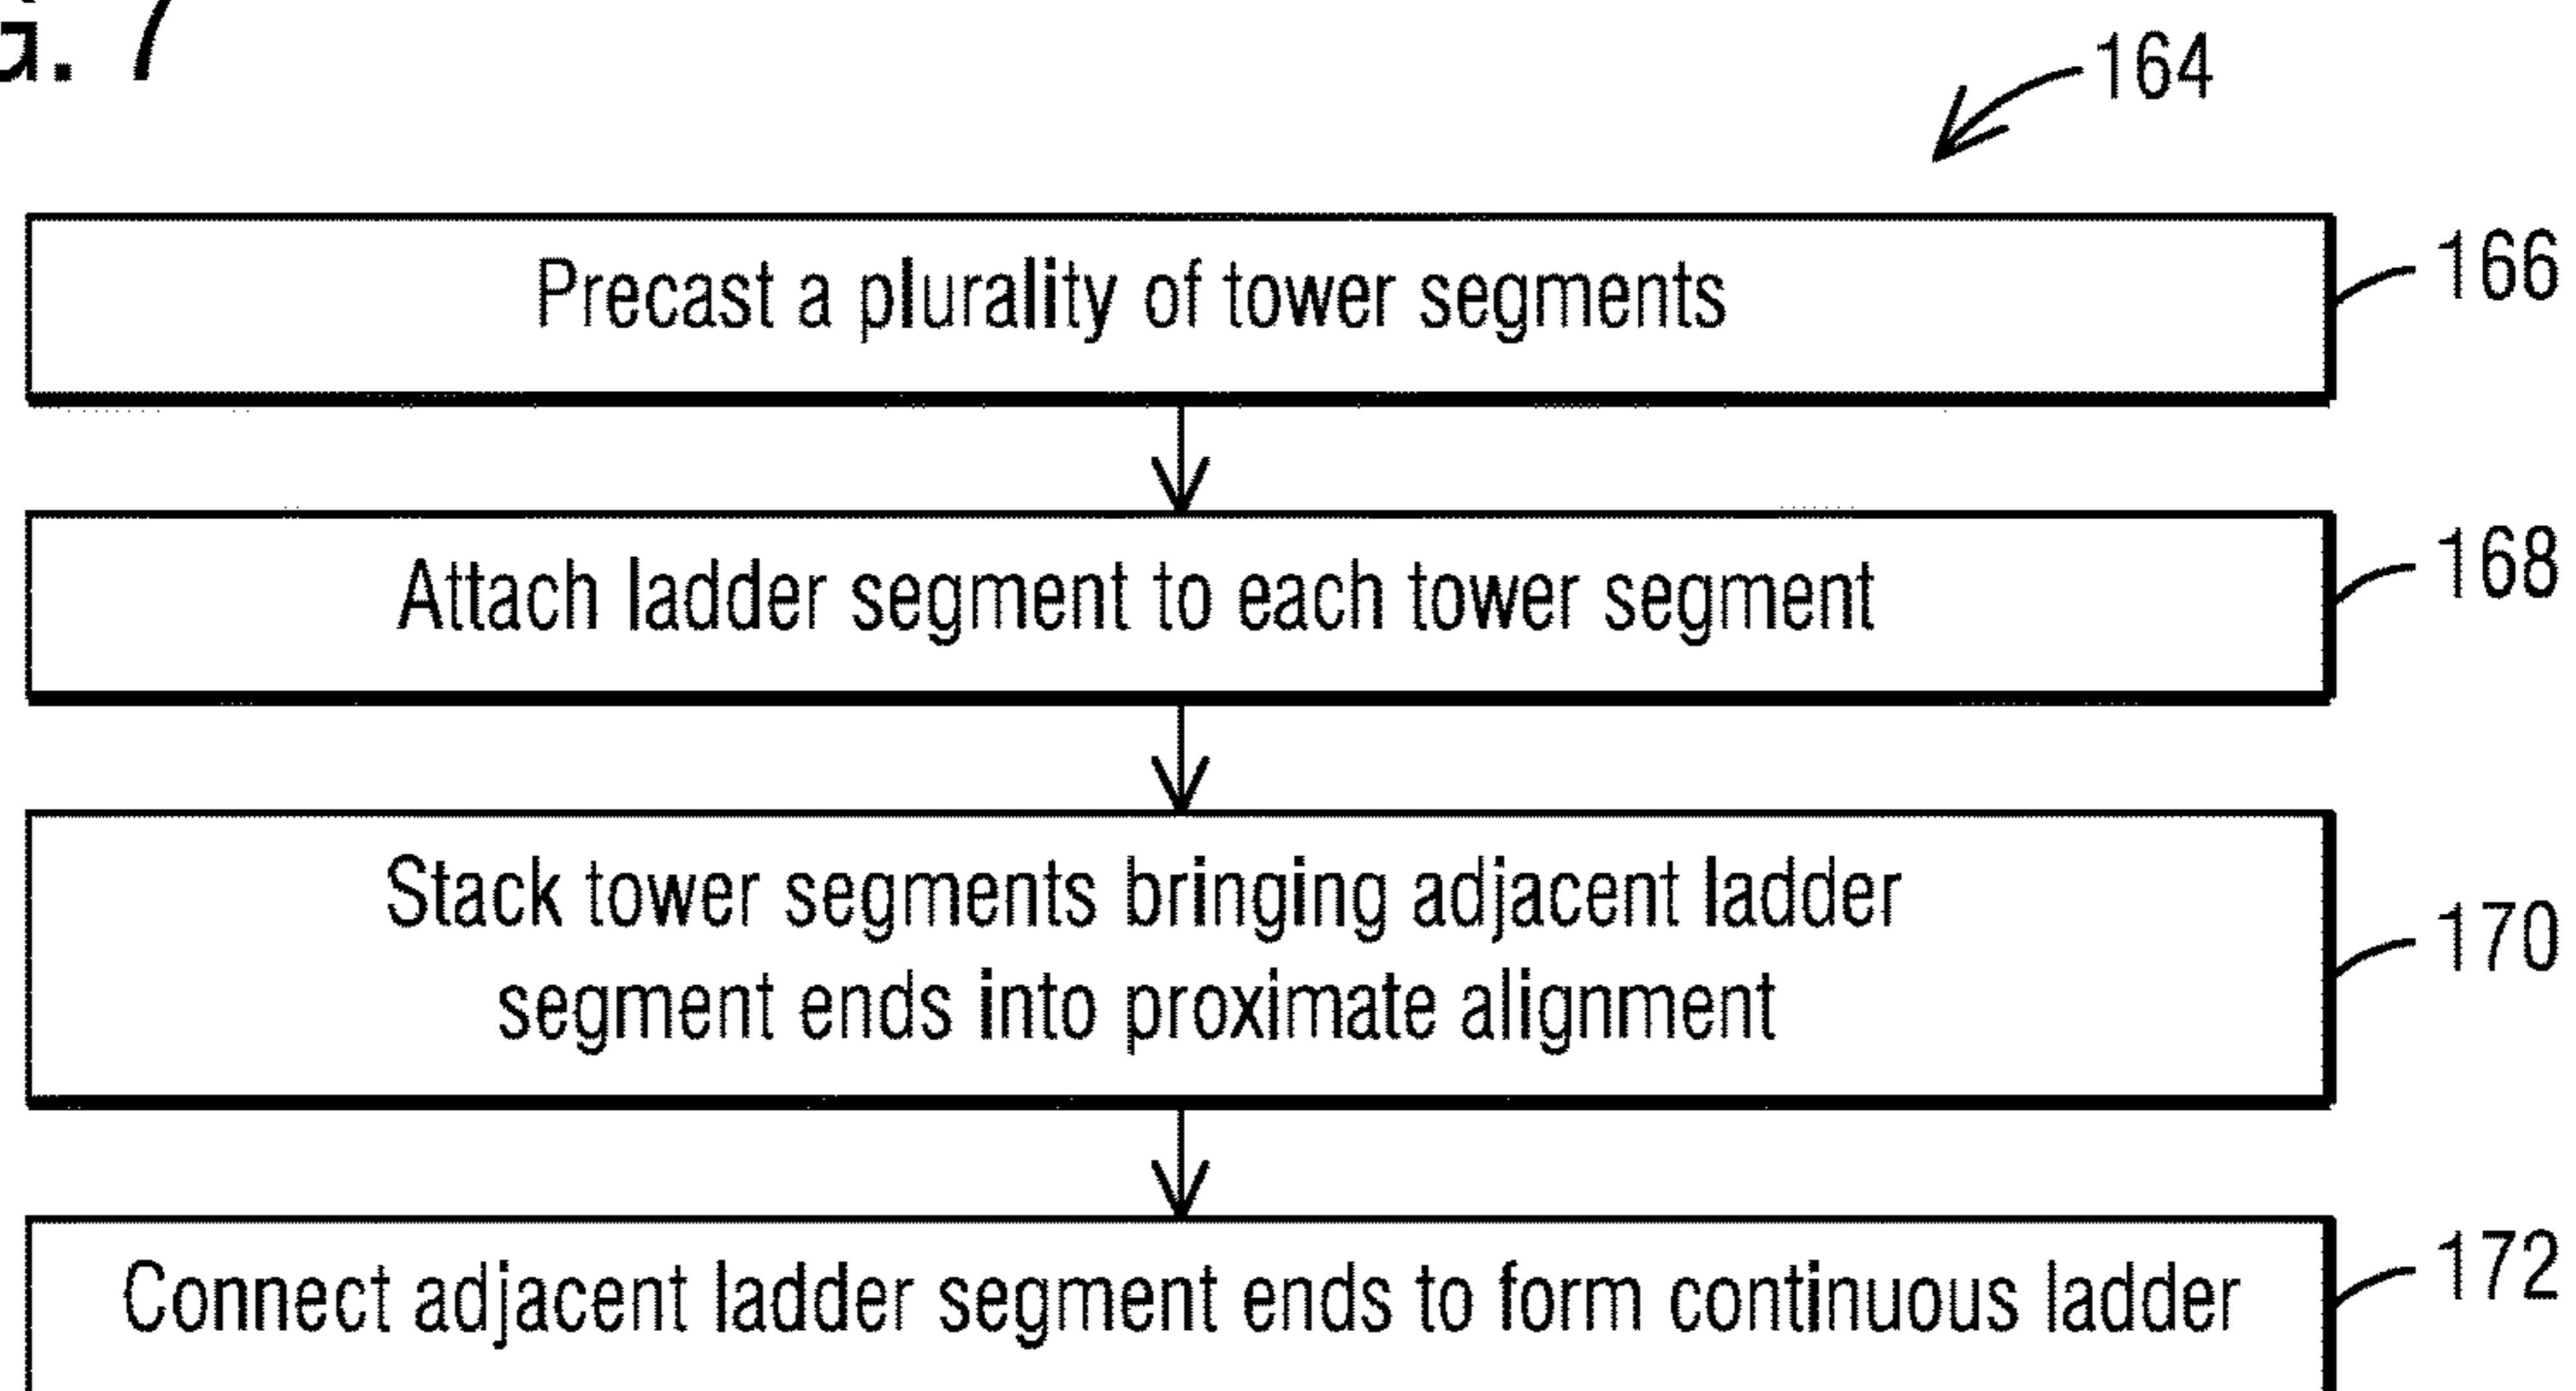 G. 7
164
Precast a plurality of tower segments
166
Attach ladder segment to each tower segment
168
Stack tower segments bringing adjacent ladder
segment ends into proximate alignment
170
Connect adjacent ladder segment ends to form continuous ladder
172